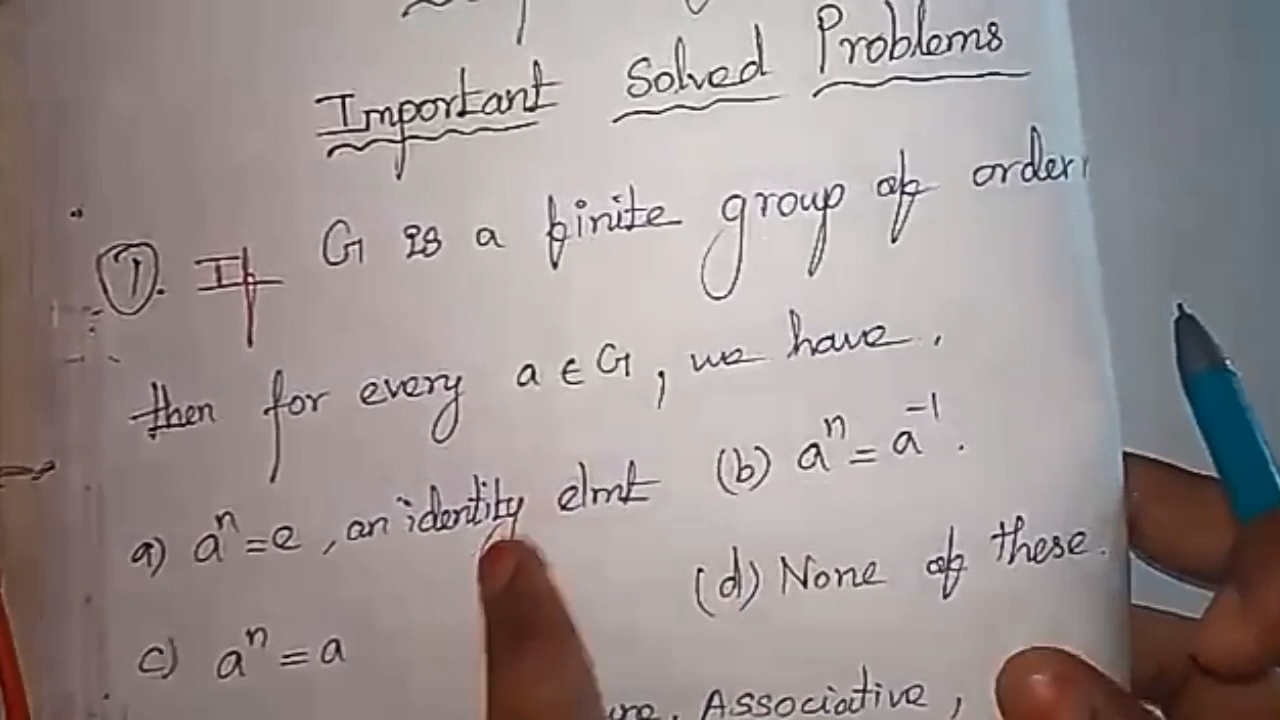 Important Solved Problems
1. If G is a finite group of order
then for every a ∈ G, we have.
a) aⁿ = e, an identity elmt (b) aⁿ = a⁻¹.
(d) None of these.
c) aⁿ = a
Associative,